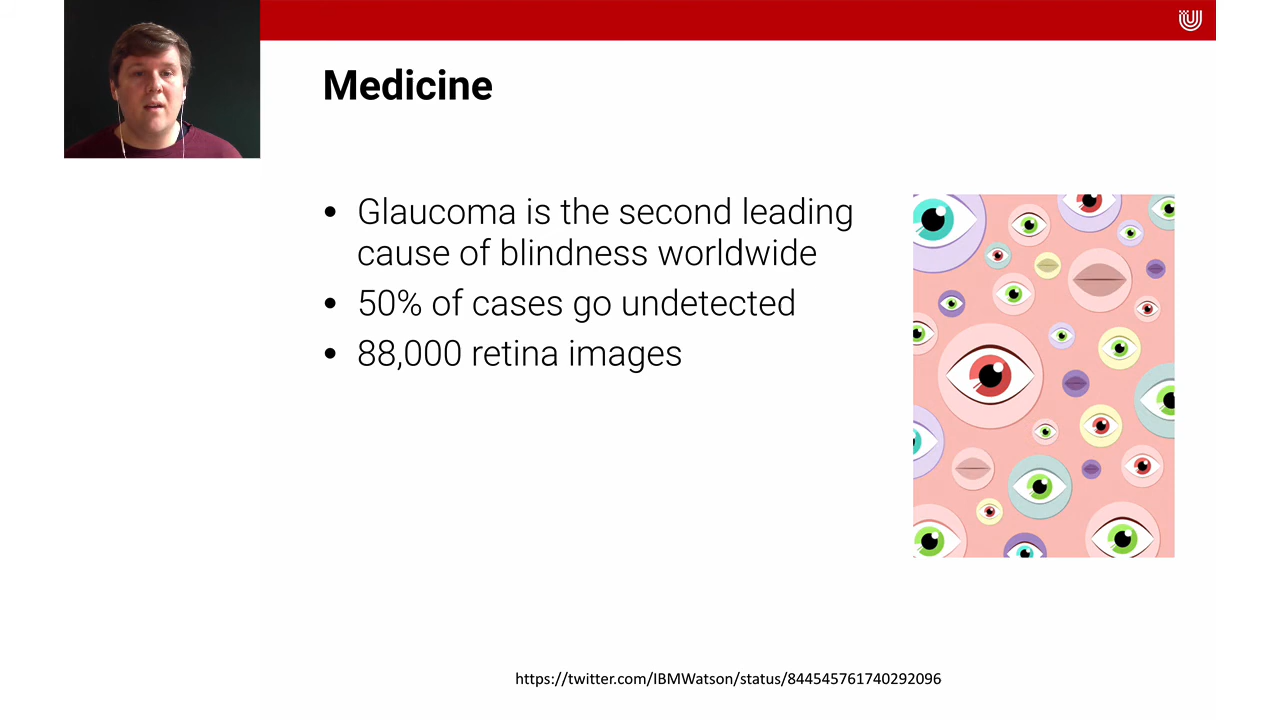 Medicine
• Glaucoma is the second leading
cause of blindness worldwide
• 50% of cases go undetected
• 88,000 retina images
https://twitter.com/IBMWatson/status/844545761740292096